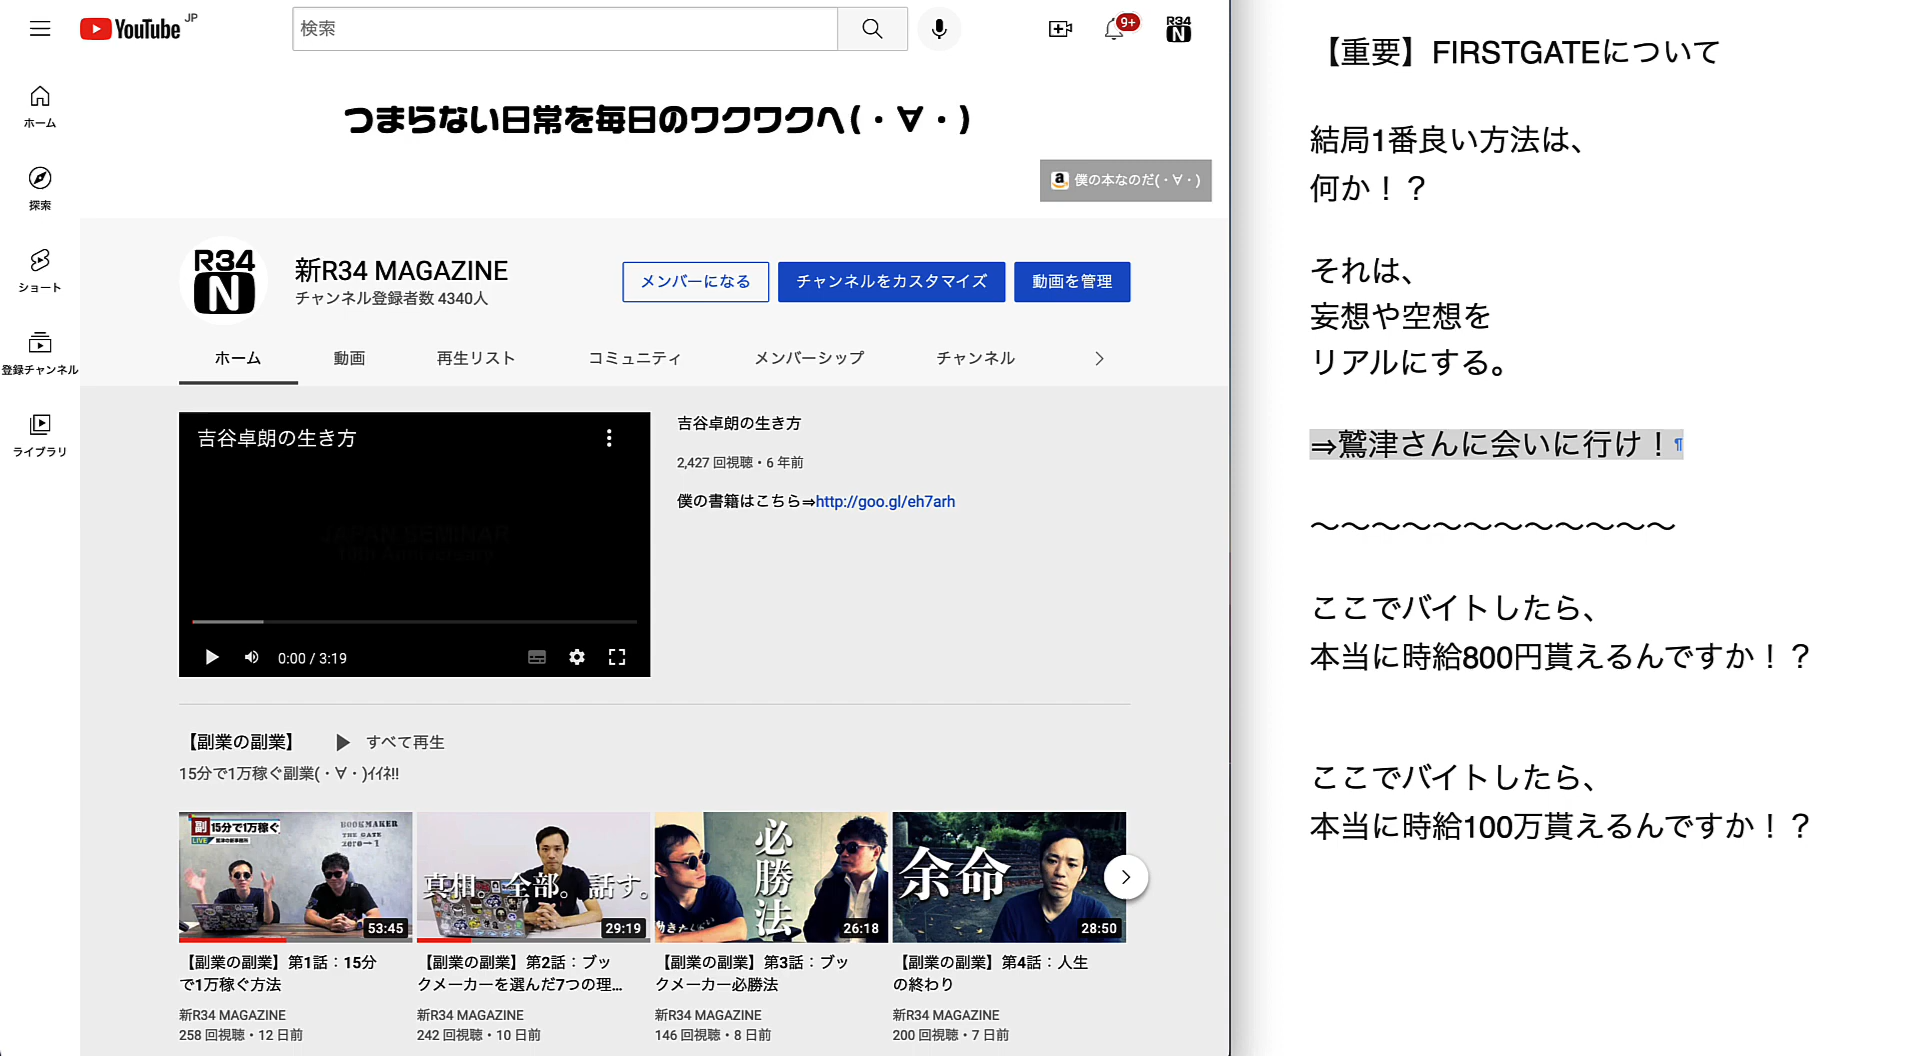 YouTube JP
検索
9+
R34
N
ホーム
探索
ショート
登録チャンネル
ライブラリ
つまらない日常を毎日のワクワクへ(・∀・)
a 僕の本なのだ(・∀・)
R34
N
新R34 MAGAZINE
チャンネル登録者数 4340人
メンバーになる
チャンネルをカスタマイズ
動画を管理
ホーム 動画 再生リスト コミュニティ メンバーシップ チャンネル
吉谷卓朗の生き方
JAPAN SEMINAR
0:00 / 3:19
吉谷卓朗の生き方
2,427 回視聴・6 年前
僕の書籍はこちら⇒http://goo.gl/eh7arh
【副業の副業】 ▶ すべて再生
15分で1万稼ぐ副業(・∀・)ｲｲﾈ!!
副 15分で1万稼ぐ
LIVE
BOOKMAKER
THE GATE
zero→1
53:45
【副業の副業】第1話：15分
で1万稼ぐ方法
新R34 MAGAZINE
258 回視聴・12 日前
真相。全部。話す。
29:19
【副業の副業】第2話：ブッ
クメーカーを選んだ7つの理...
新R34 MAGAZINE
242 回視聴・10 日前
必勝法
26:18
【副業の副業】第3話：ブッ
クメーカー必勝法
新R34 MAGAZINE
146 回視聴・8 日前
余命
28:50
【副業の副業】第4話：人生
の終わり
新R34 MAGAZINE
200 回視聴・7 日前
【重要】FIRSTGATEについて
結局1番良い方法は、
何か！？
それは、
妄想や空想を
リアルにする。
⇒鷲津さんに会いに行け！¶
〜〜〜〜〜〜〜〜〜〜〜〜
ここでバイトしたら、
本当に時給800円貰えるんですか！？
ここでバイトしたら、
本当に時給100万貰えるんですか！？